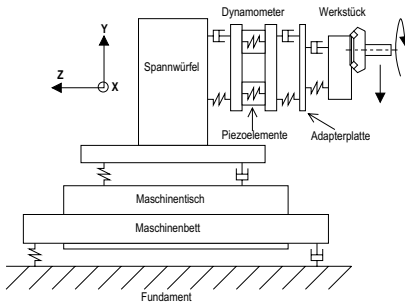 Dynamometer
Werkstück
Y
Z
X
Spannwürfel
Piezoelemente
Adapterplatte
Maschinentisch
Maschinenbett
Fundament